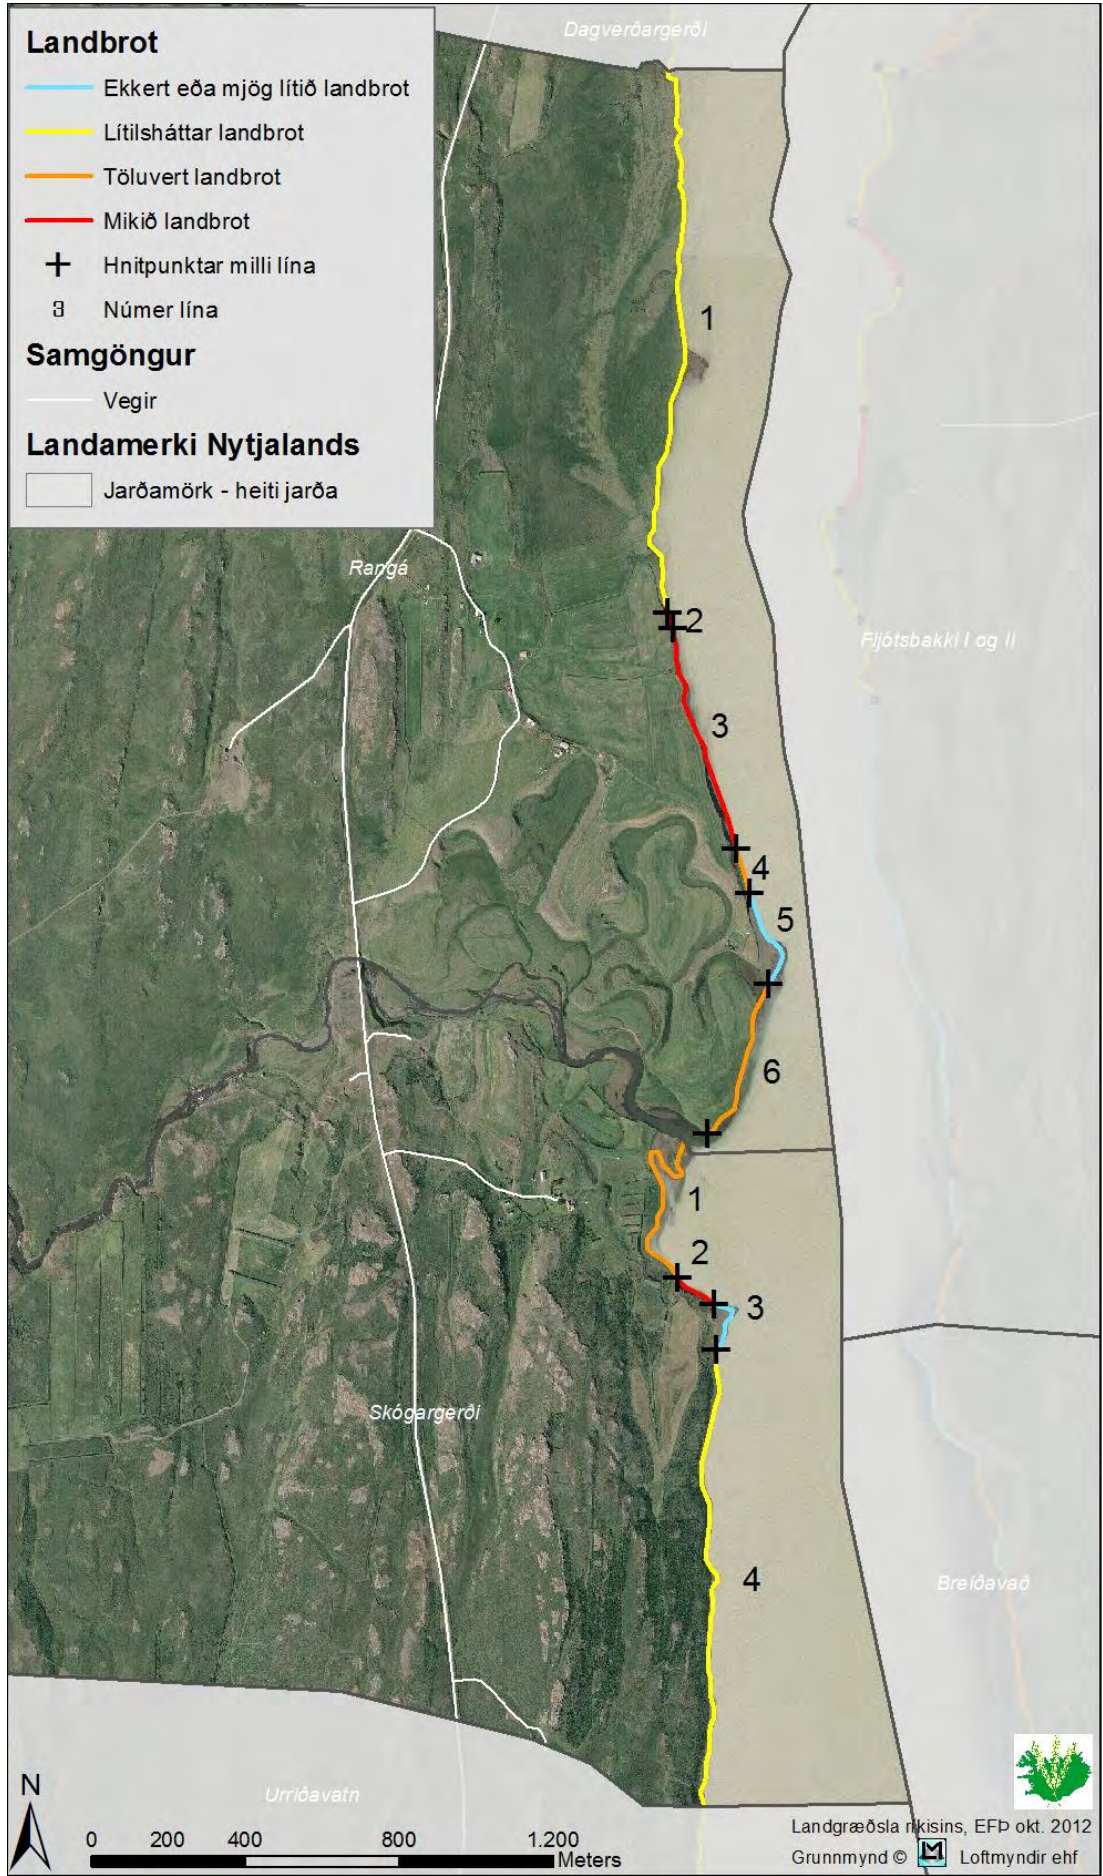 Landbrot
Ekkert eða mjög lítið landbrot
Lítilsháttar landbrot
Töluvert landbrot
Mikið landbrot
Hnitpunktar milli lína
3 Númer lína
Samgöngur
Vegir
Landamerki Nytjalands
Jarðamörk - heiti jarða
Dagverðargerði
1
Rangá
2
Fljótsbakki I og II
3
4
5
6
1
2
3
Skógargerði
4
Breiðavað
Urriðavatn
N
0 200 400 800 1.200
Meters
Landgræðsla ríkisins, EFÞ okt. 2012
Grunnmynd © Loftmyndir ehf